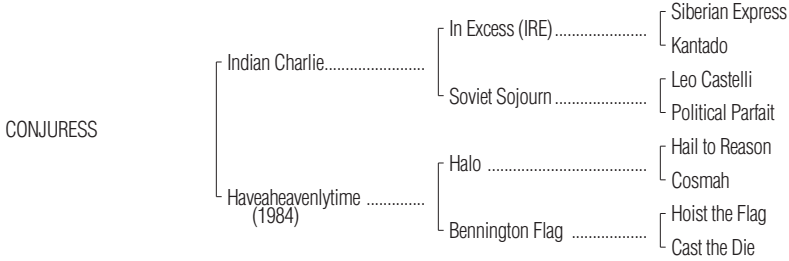 Siberian Express
In Excess (IRE)......................
Kantado
Indian Charlie........................
Leo Castelli
Soviet Sojourn......................
Political Parfait
CONJURESS
Hail to Reason
Halo ......................................
Cosmah
Haveaheavenlytime ..............
(1984)
Hoist the Flag
Bennington Flag ..................
Cast the Die